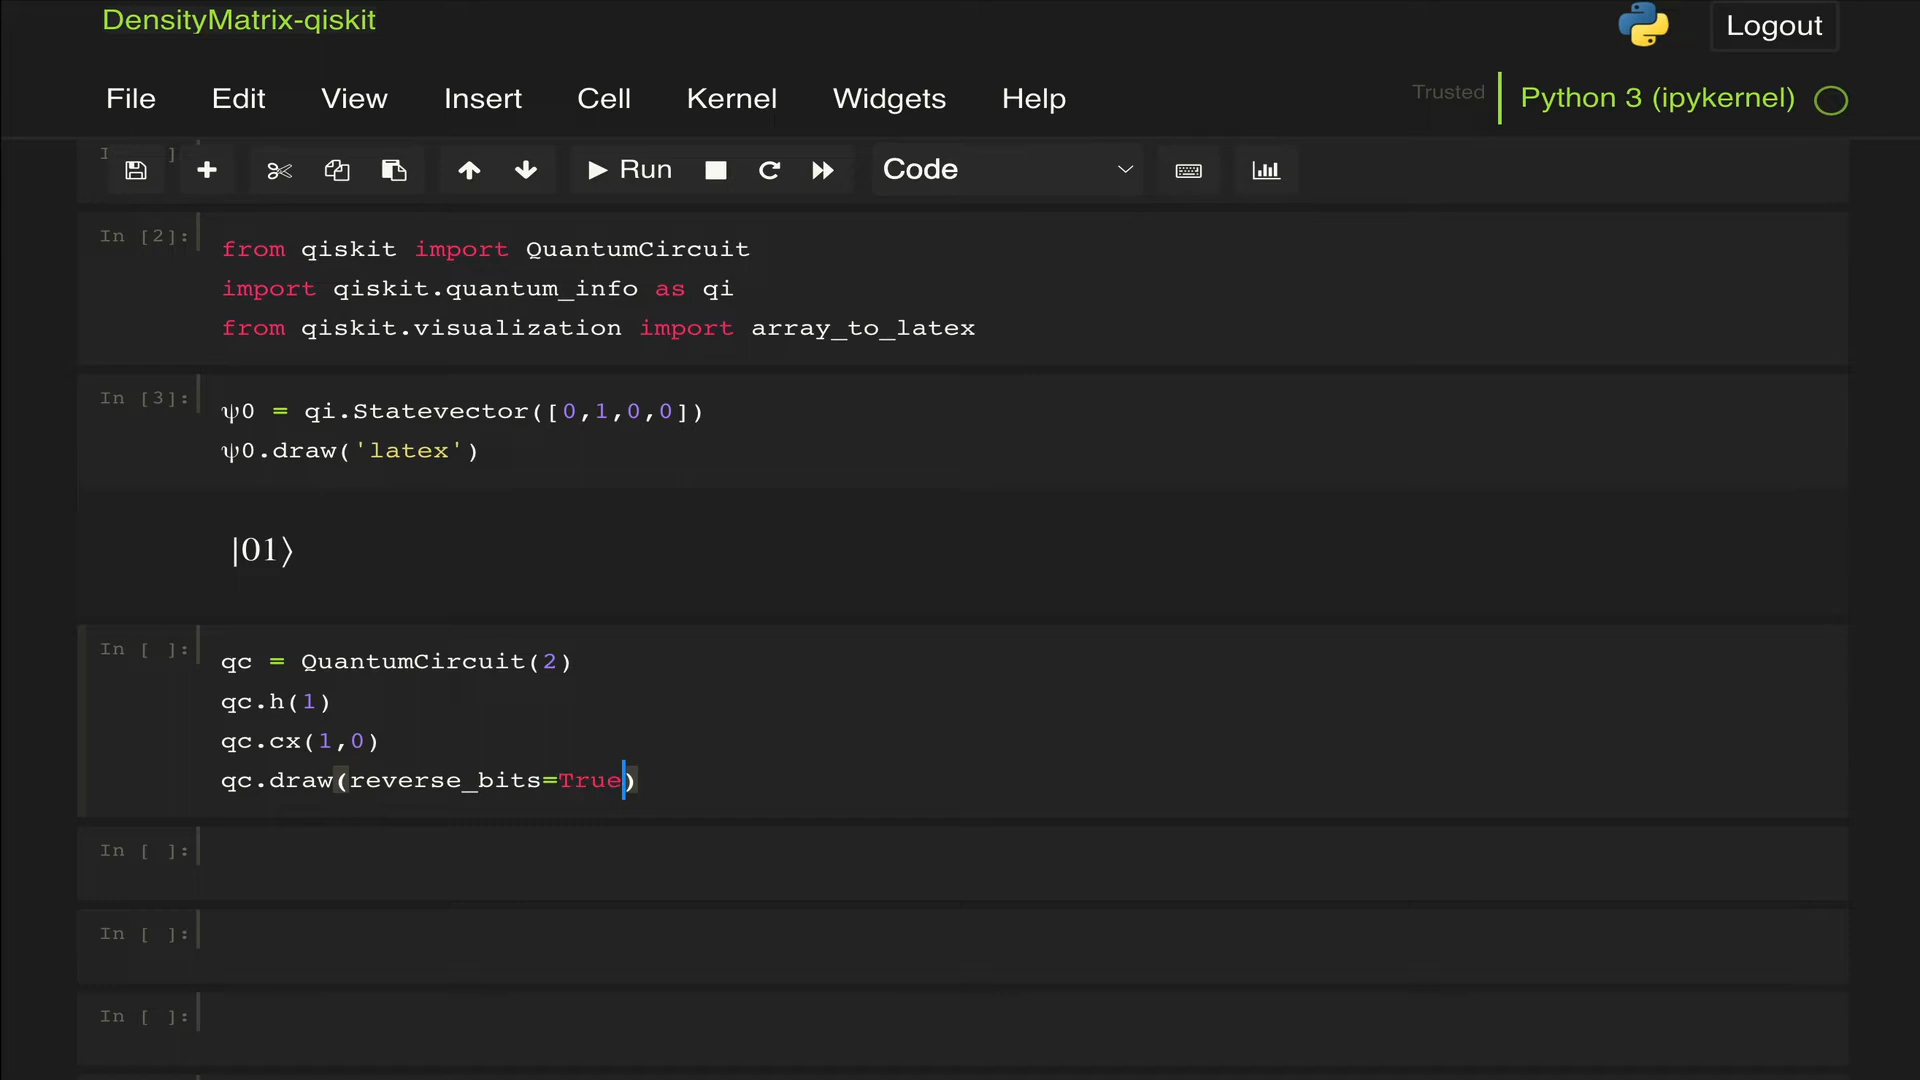 DensityMatrix-qiskit
Logout
File Edit View Insert Cell Kernel Widgets Help
Trusted
Python 3 (ipykernel)
Run
Code
In [2]:
from qiskit import QuantumCircuit
import qiskit.quantum_info as qi
from qiskit.visualization import array_to_latex
In [3]:
ψ0 = qi.Statevector([0,1,0,0])
ψ0.draw('latex')
|01⟩
In [ ]:
qc = QuantumCircuit(2)
qc.h(1)
qc.cx(1,0)
qc.draw(reverse_bits=True)
In [ ]:
In [ ]:
In [ ]: